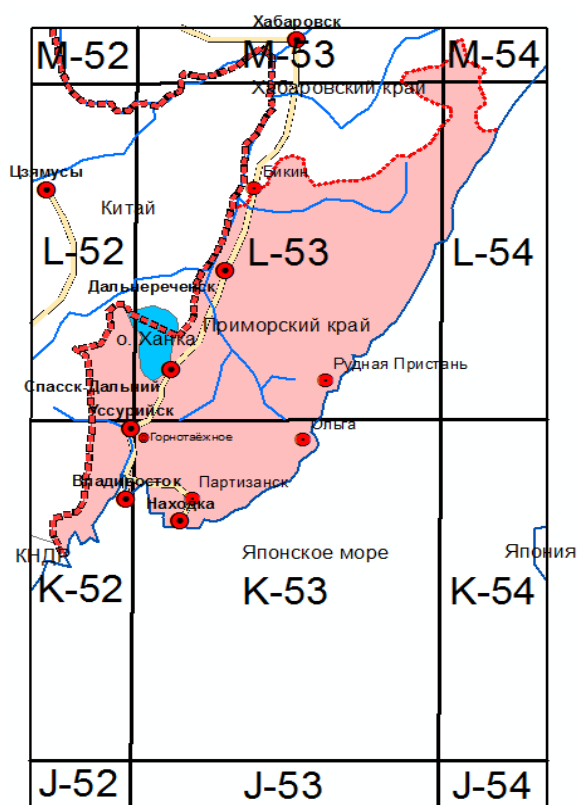 Хабаровск
М-52
М-53
М-54
Хабаровский край
Бикин
Цзямусы
Китай
L-52
L-53
L-54
Дальнереченск
Приморский край
о. Ханка
Рудная Пристань
Спасск-Дальний
Уссурийск
Ольга
Горнотаёжное
Владивосток
Партизанск
Находка
КНДР
Японское море
Япония
К-52
К-53
К-54
J-52
J-53
J-54